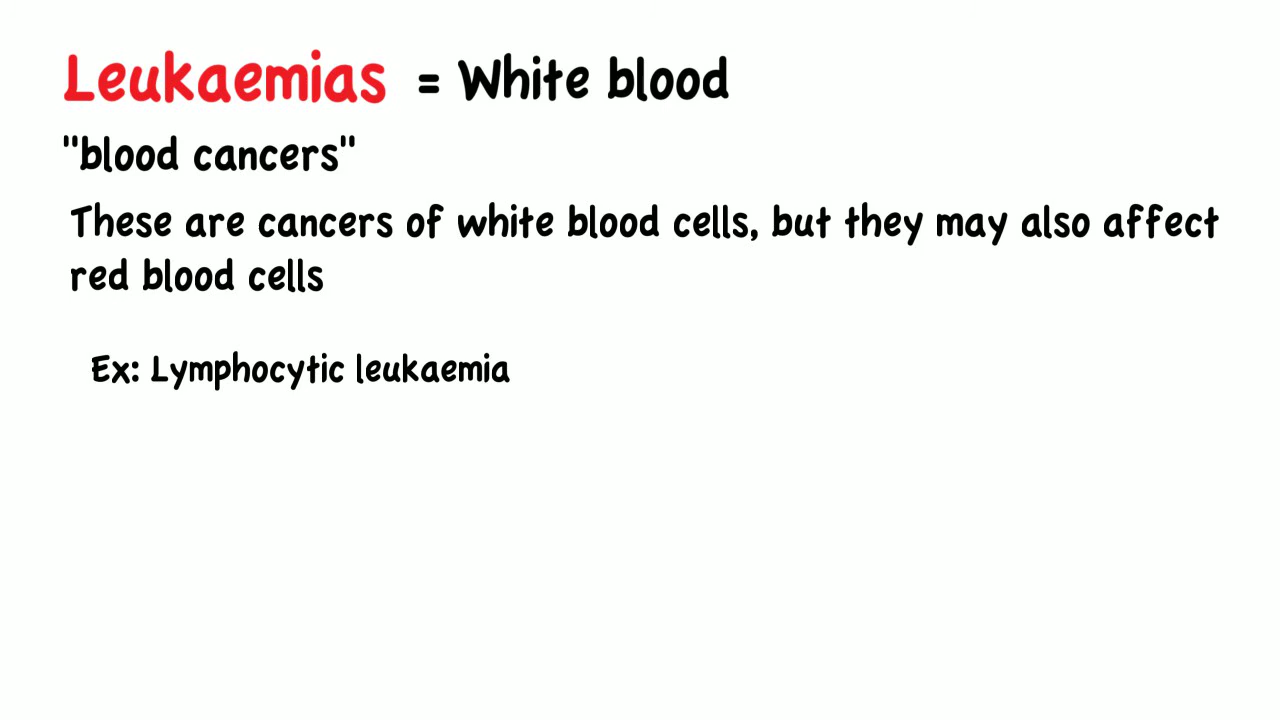 Leukaemias = White blood
"blood cancers"
These are cancers of white blood cells, but they may also affect
red blood cells
Ex: Lymphocytic leukaemia